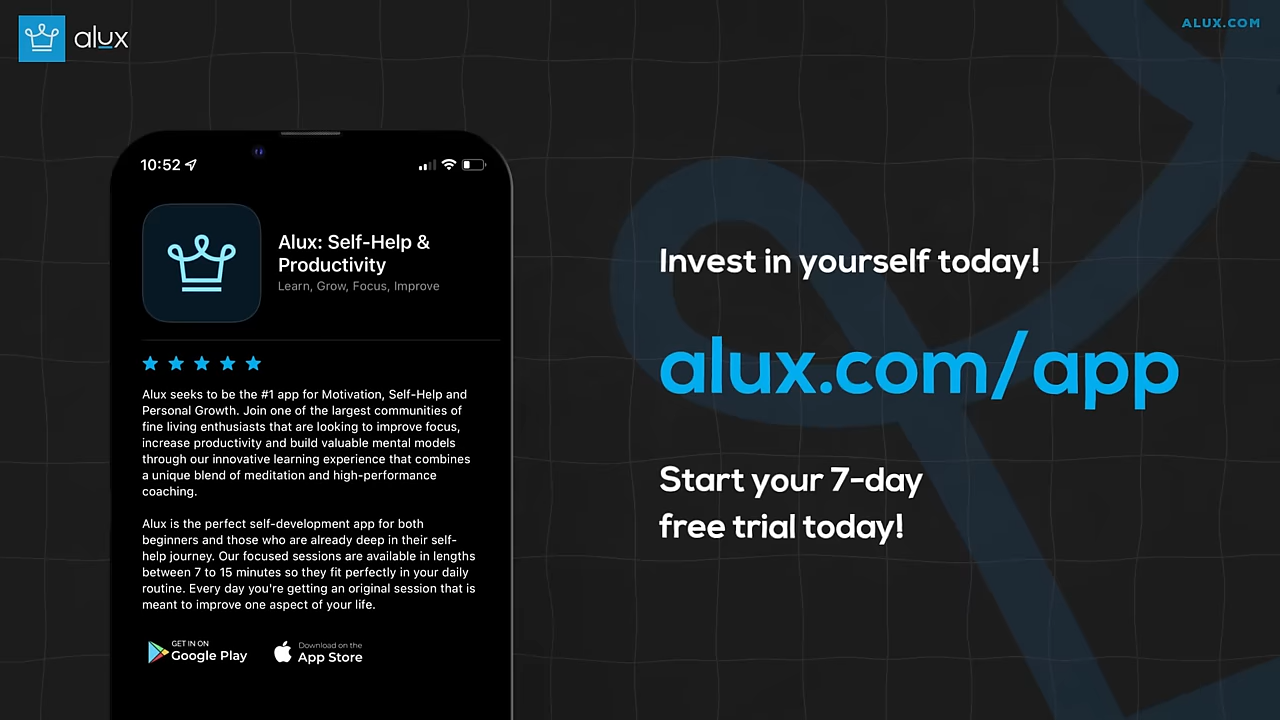 alux
ALUX.COM
10:52
Alux: Self-Help &
Productivity
Learn, Grow, Focus, Improve
Alux seeks to be the #1 app for Motivation, Self-Help and
Personal Growth. Join one of the largest communities of
fine living enthusiasts that are looking to improve focus,
increase productivity and build valuable mental models
through our innovative learning experience that combines
a unique blend of meditation and high-performance
coaching.
Alux is the perfect self-development app for both
beginners and those who are already deep in their self-
help journey. Our focused sessions are available in lengths
between 7 to 15 minutes so they fit perfectly in your daily
routine. Every day you're getting an original session that is
meant to improve one aspect of your life.
GET IN ON
Google Play
Download on the
App Store
Invest in yourself today!
alux.com/app
Start your 7-day
free trial today!